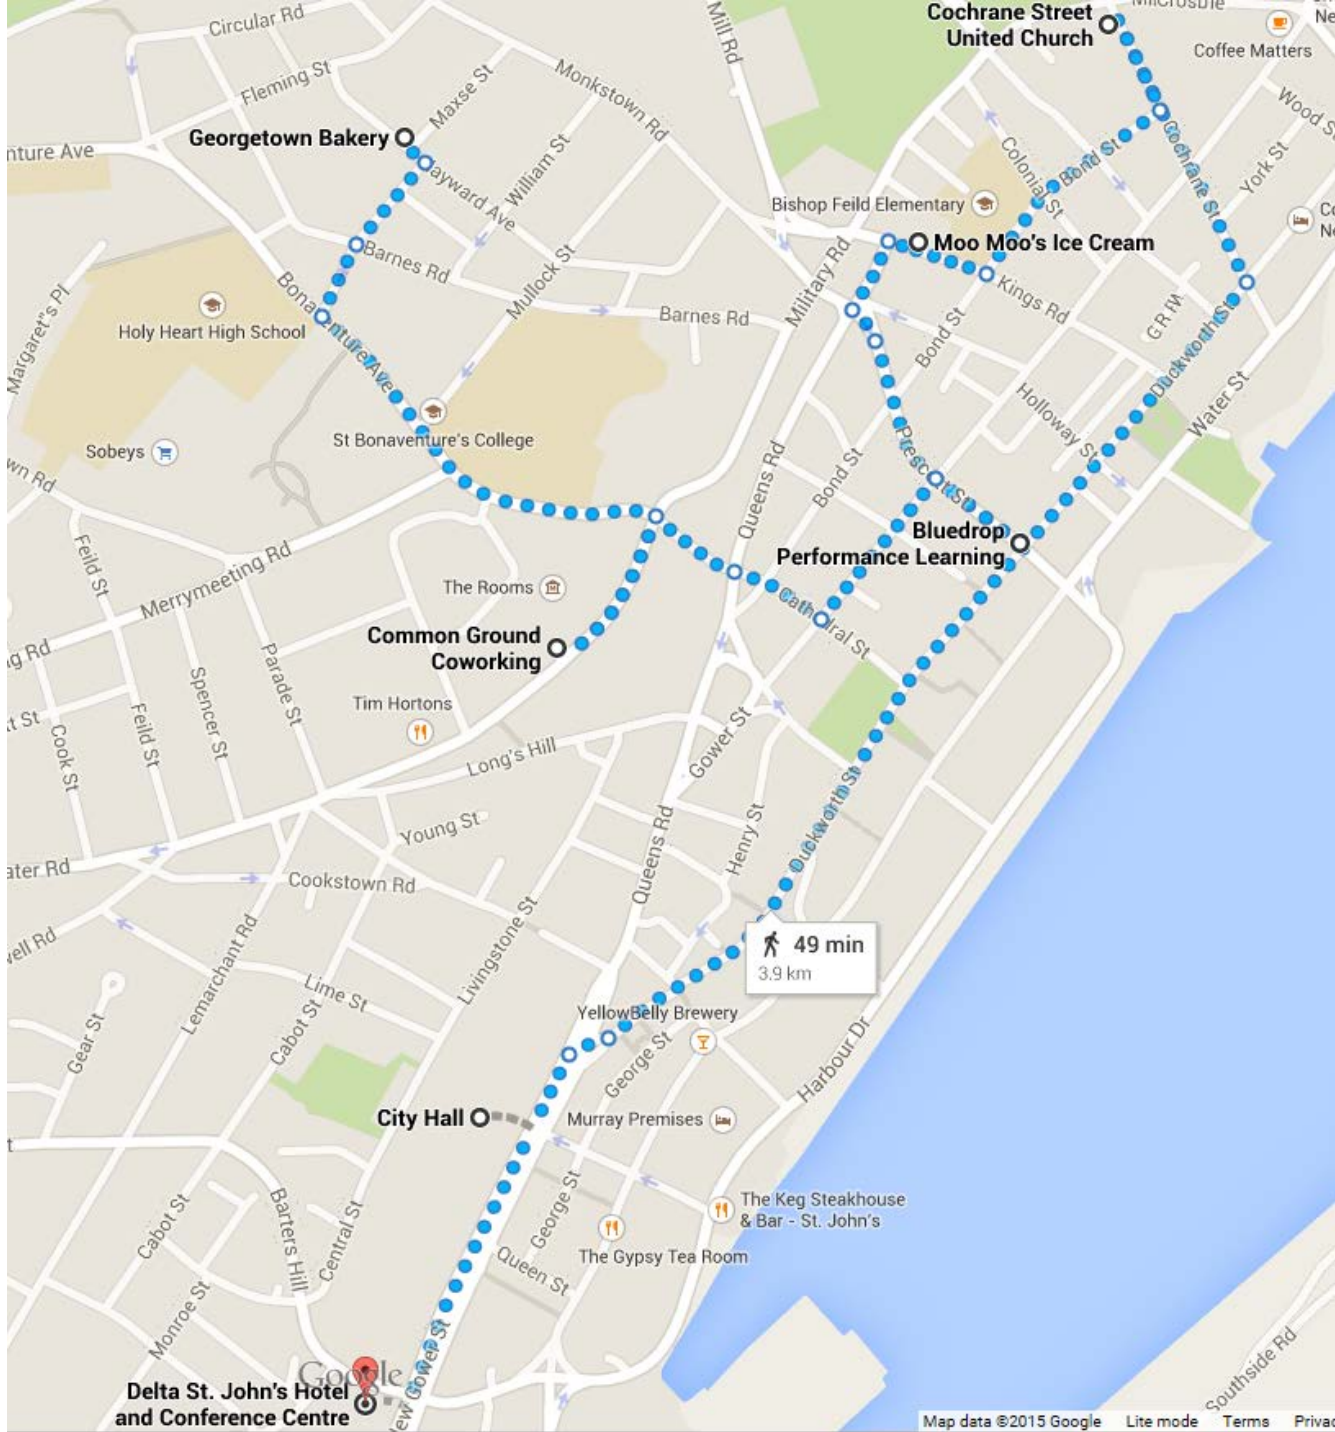 Circular Rd
Mill Rd
Cochrane Street
United Church
Coffee Matters
Fleming St
Maxse St
Monkstown Rd
Wood S
Georgetown Bakery
nture Ave
Cochrane St
Colonial St
Bond St
York St
William St
ayward Ave
Bishop Feild Elementary
Moo Moo's Ice Cream
Barnes Rd
Mullock St
Military Rd
Kings Rd
Margaret's Pl
Bonaventure Ave
Holy Heart High School
Barnes Rd
Bond St
Duckworth St
Holloway St
Water St
St Bonaventure's College
Sobeys
wn Rd
Prescott St
Queens Rd
Bond St
Bluedrop
Performance Learning
Feild St
Merrymeeting Rd
The Rooms
Cathedral St
Common Ground
Coworking
g Rd
Parade St
Spencer St
Tim Hortons
tt St
Feild St
Cook St
Long's Hill
Gower St
Young St
Henry St
Duckworth St
Queens Rd
ater Rd
Cookstown Rd
Livingstone St
ell Rd
Lemarchant Rd
49 min
3.9 km
Lime St
Cabot St
Gear St
YellowBelly Brewery
George St
Harbour Dr
City Hall
Murray Premises
George St
The Keg Steakhouse
& Bar - St. John's
The Gypsy Tea Room
Queen St
Barters Hill
Central St
Cabot St
Monroe St
Google
New Gower St
Delta St. John's Hotel
and Conference Centre
Southside Rd
Map data ©2015 Google Lite mode Terms Privac